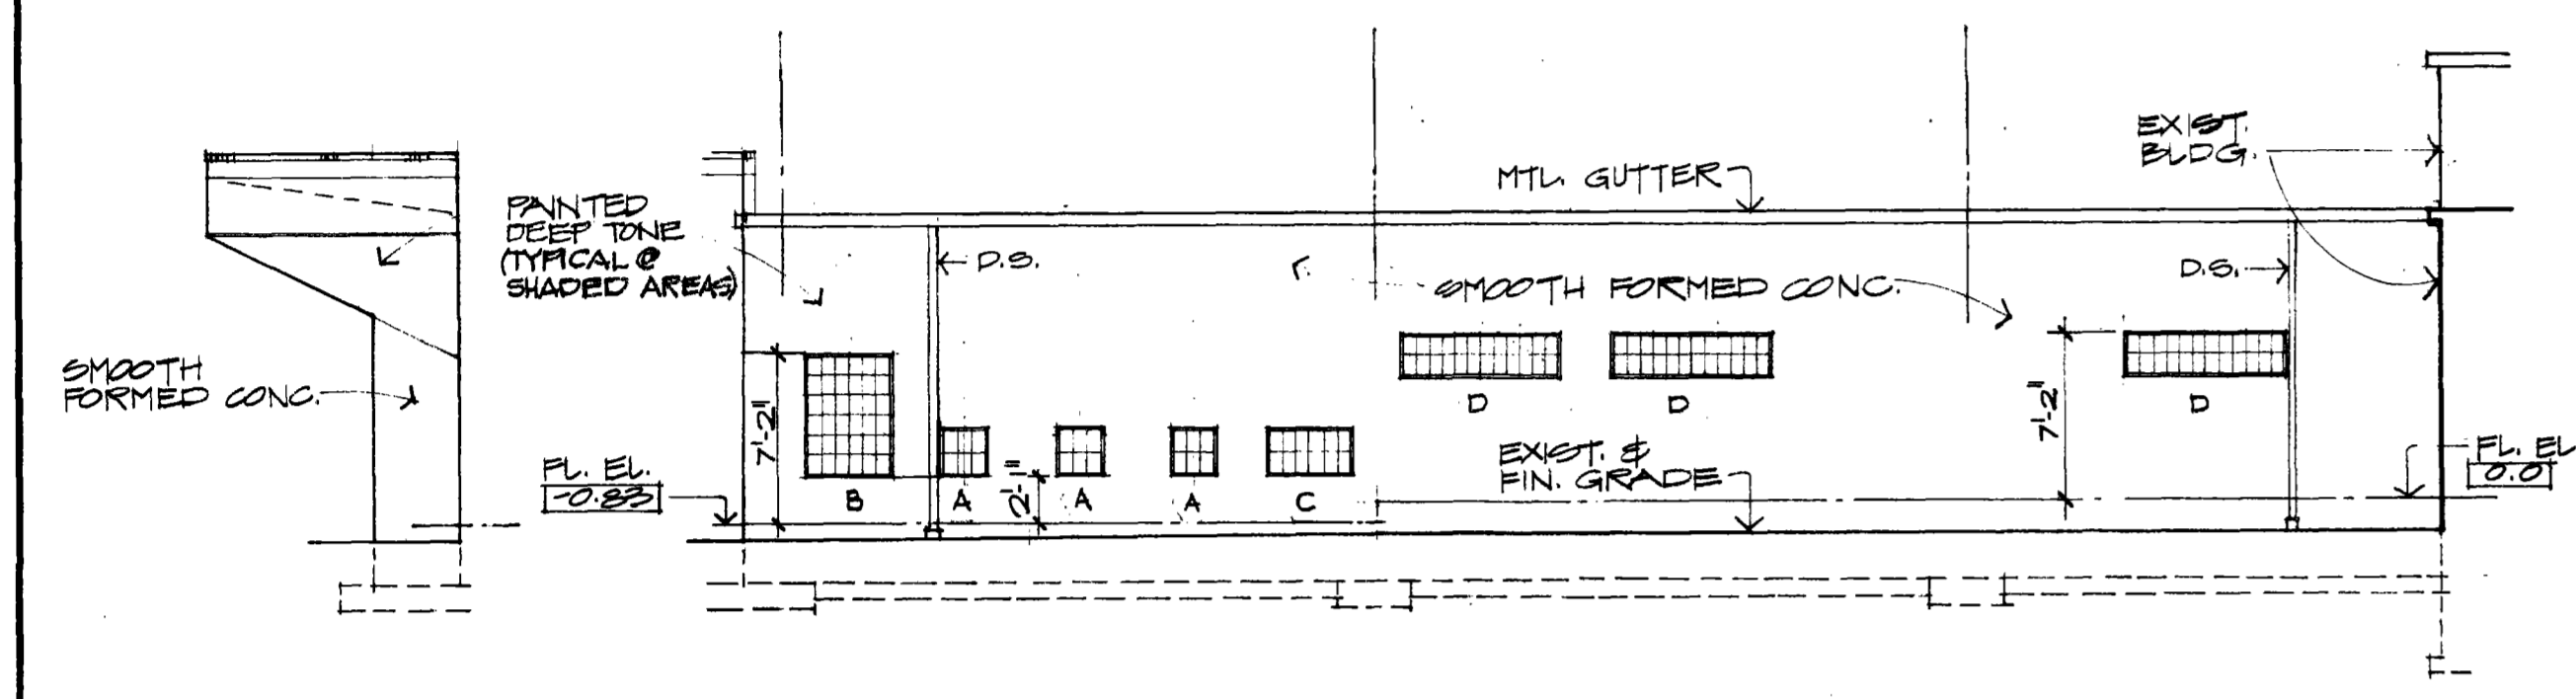 EXIST.
BLDG.
MTL. GUTTER
PAINTED
DEEP TONE
(TYPICAL @
SHADED AREAS)
D.S.
SMOOTH FORMED CONC.
D.S.
SMOOTH
FORMED CONC.
7'-2"
D
D
7'-2"
D
FL. EL.
-0.83
B
A
2'-1"
A
A
C
EXIST. &
FIN. GRADE
FL. EL
0.0